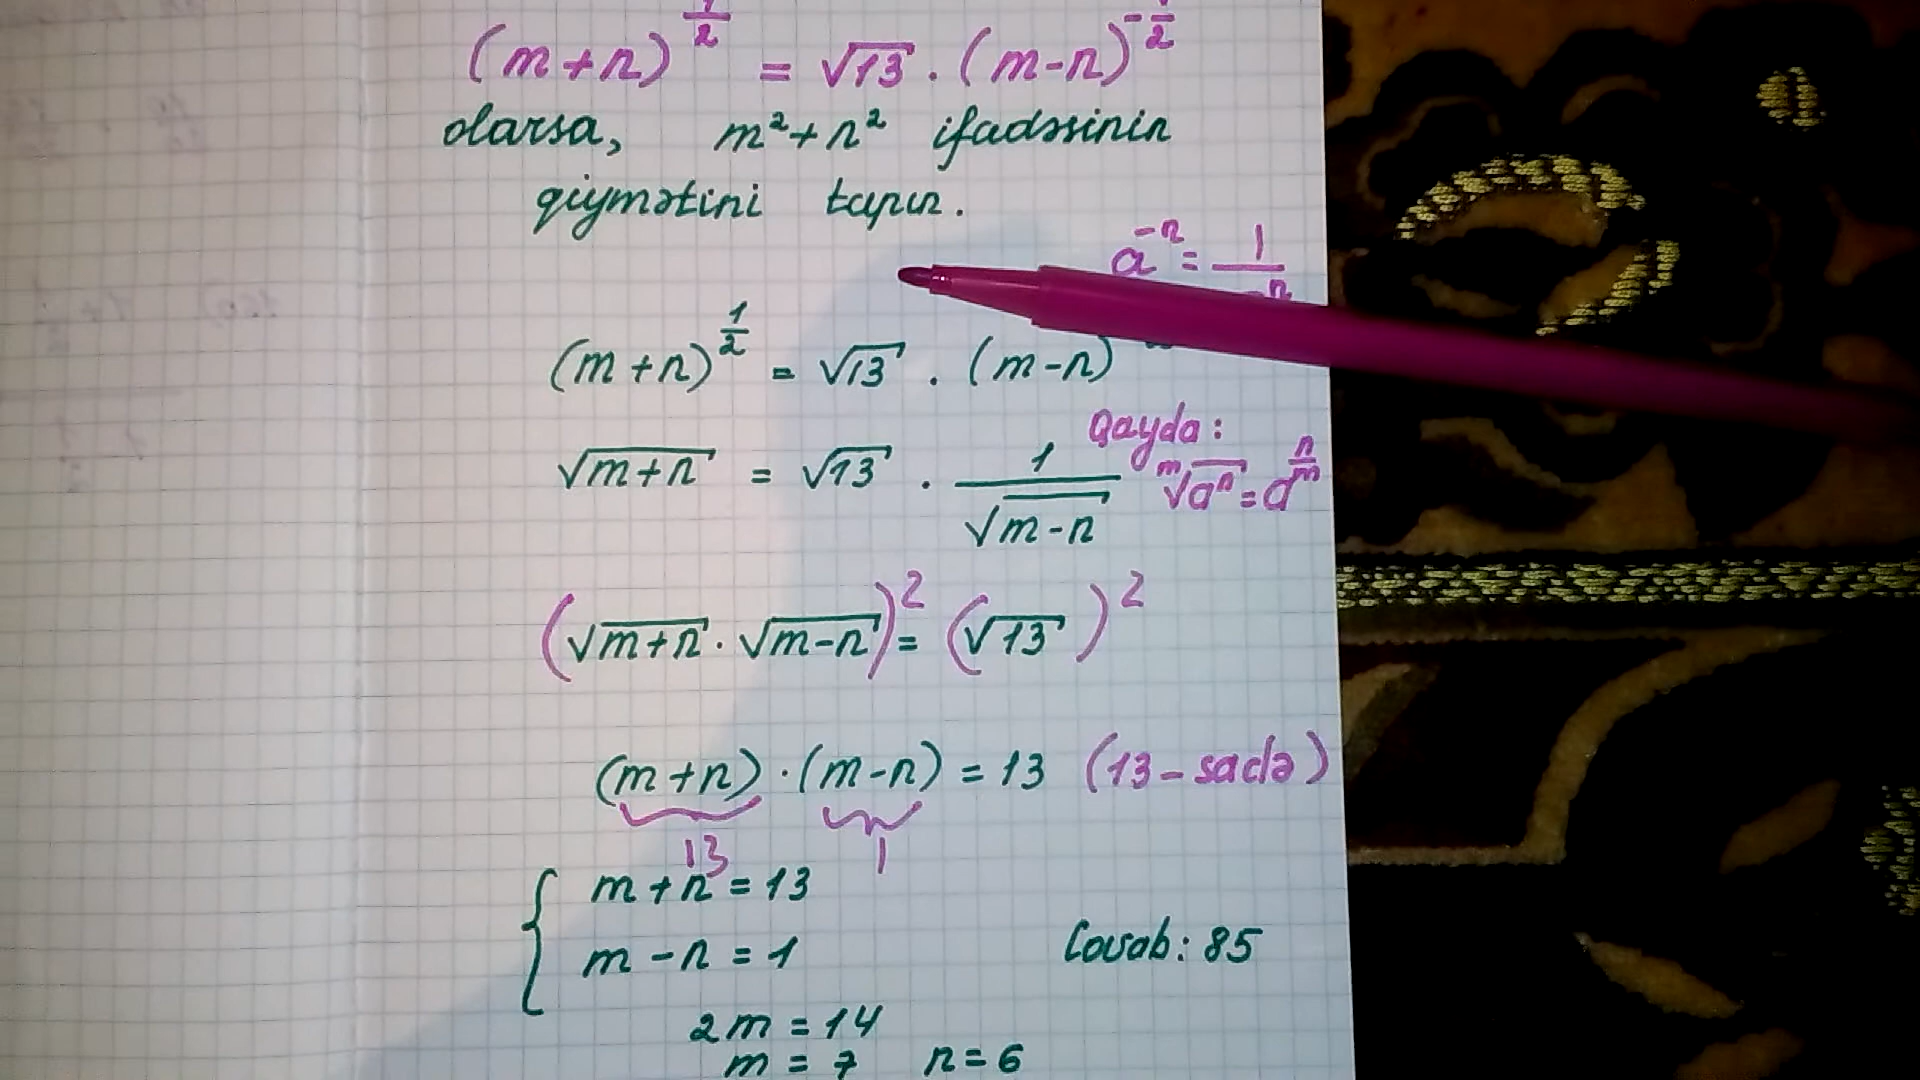 (m+n)^{1/2} = √13 · (m-n)^{-1/2}
olarsa, m²+n² ifadəsinin
qiymətini tapın.
a^{-n} = 1/
(m+n)^{1/2} = √13 · (m-n)
Qayda:
√(m+n) = √13 · 1/√(m-n)
ᵐ√(aⁿ) = a^{n/m}
(√(m+n) · √(m-n))² = (√13)²
(m+n) · (m-n) = 13 (13 - sadə)
13 1
{ m+n = 13
m-n = 1
Cavab: 85
2m = 14
m = 7 n = 6